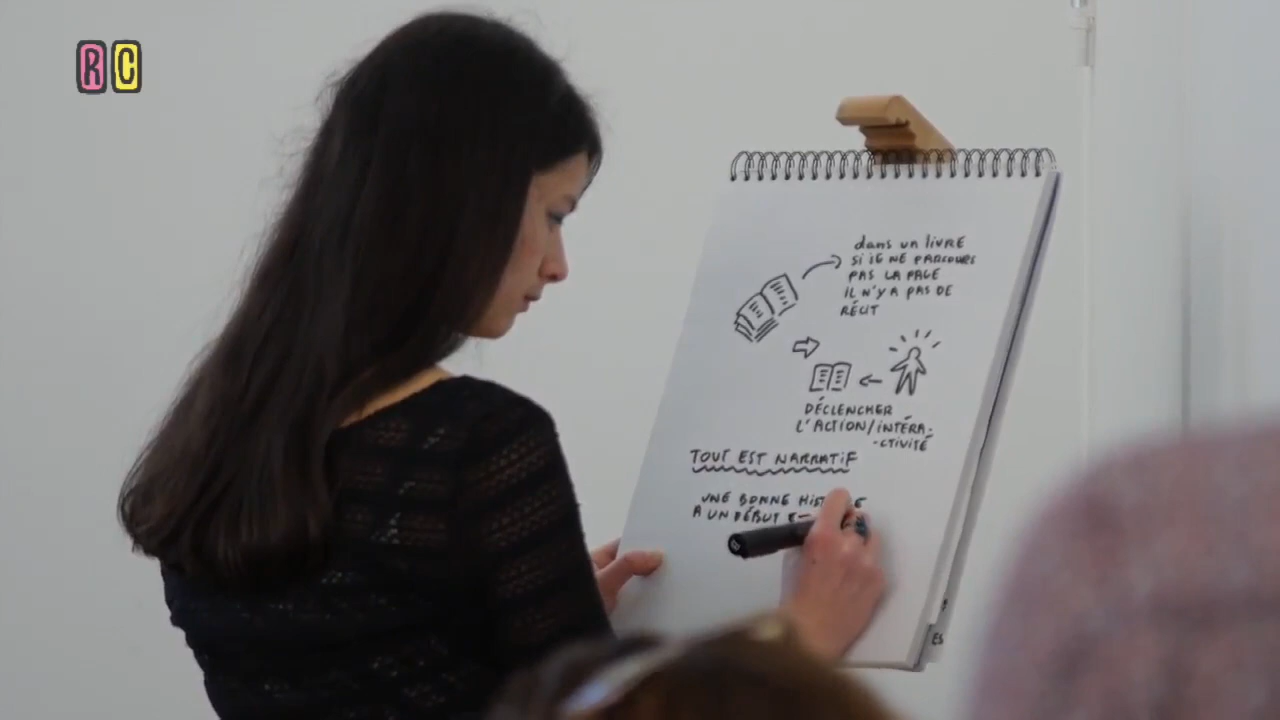 RC
dans un LIVRE
SI JE NE PARCOURS
PAS LA PAGE
IL N'Y A PAS DE
RÉCIT
DÉCLENCHER
L'ACTION/INTÉRA-
-CTIVITÉ
TOUT EST NARRATIF
UNE BONNE
A UN DÉBUT
ES